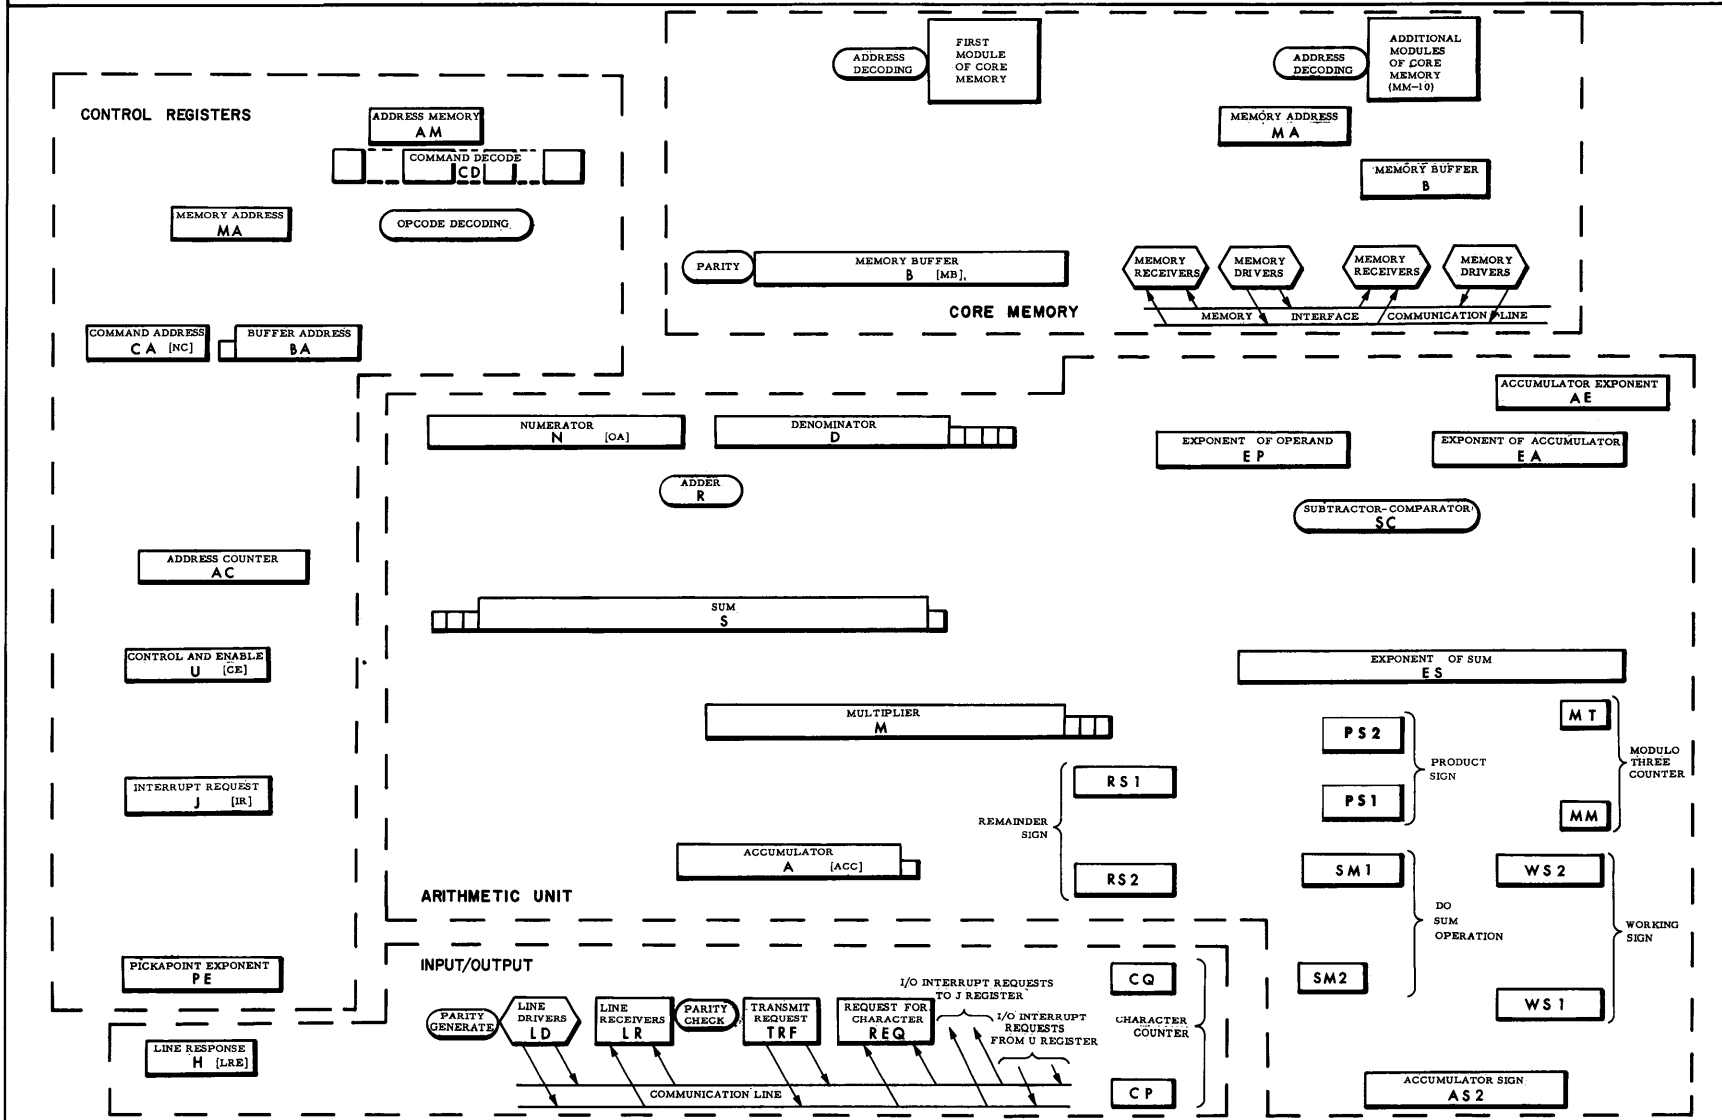 FIRST
MODULE
OF CORE
MEMORY
ADDRESS
DECODING
ADDITIONAL
MODULES
OF CORE
MEMORY
(MM-10)
ADDRESS
DECODING
MEMORY ADDRESS
MA
MEMORY BUFFER
B
PARITY
MEMORY BUFFER
B [MB].
MEMORY
RECEIVERS
MEMORY
DRIVERS
MEMORY
RECEIVERS
MEMORY
DRIVERS
MEMORY INTERFACE COMMUNICATION LINE
CORE MEMORY
CONTROL REGISTERS
ADDRESS MEMORY
AM
COMMAND DECODE
CD
MEMORY ADDRESS
MA
OPCODE DECODING
COMMAND ADDRESS
CA [NC]
BUFFER ADDRESS
BA
ADDRESS COUNTER
AC
CONTROL AND ENABLE
U [CE]
INTERRUPT REQUEST
J [IR]
PICKAPOINT EXPONENT
PE
ACCUMULATOR EXPONENT
AE
NUMERATOR
N [OA]
DENOMINATOR
D
EXPONENT OF OPERAND
EP
EXPONENT OF ACCUMULATOR
EA
ADDER
R
SUBTRACTOR-COMPARATOR
SC
SUM
S
EXPONENT OF SUM
ES
MULTIPLIER
M
PS2
PS1
PRODUCT
SIGN
MT
MM
MODULO
THREE
COUNTER
RS1
RS2
REMAINDER
SIGN
ACCUMULATOR
A [ACC]
SM1
SM2
DO
SUM
OPERATION
WS2
WS1
WORKING
SIGN
ARITHMETIC UNIT
ACCUMULATOR SIGN
AS2
INPUT/OUTPUT
PARITY
GENERATE
LINE
DRIVERS
LD
LINE
RECEIVERS
LR
PARITY
CHECK
TRANSMIT
REQUEST
TRF
REQUEST FOR
CHARACTER
REQ
I/O INTERRUPT REQUESTS
TO J REGISTER
I/O INTERRUPT
REQUESTS
FROM U REGISTER
CQ
CP
CHARACTER
COUNTER
LINE RESPONSE
H [LRE]
COMMUNICATION LINE